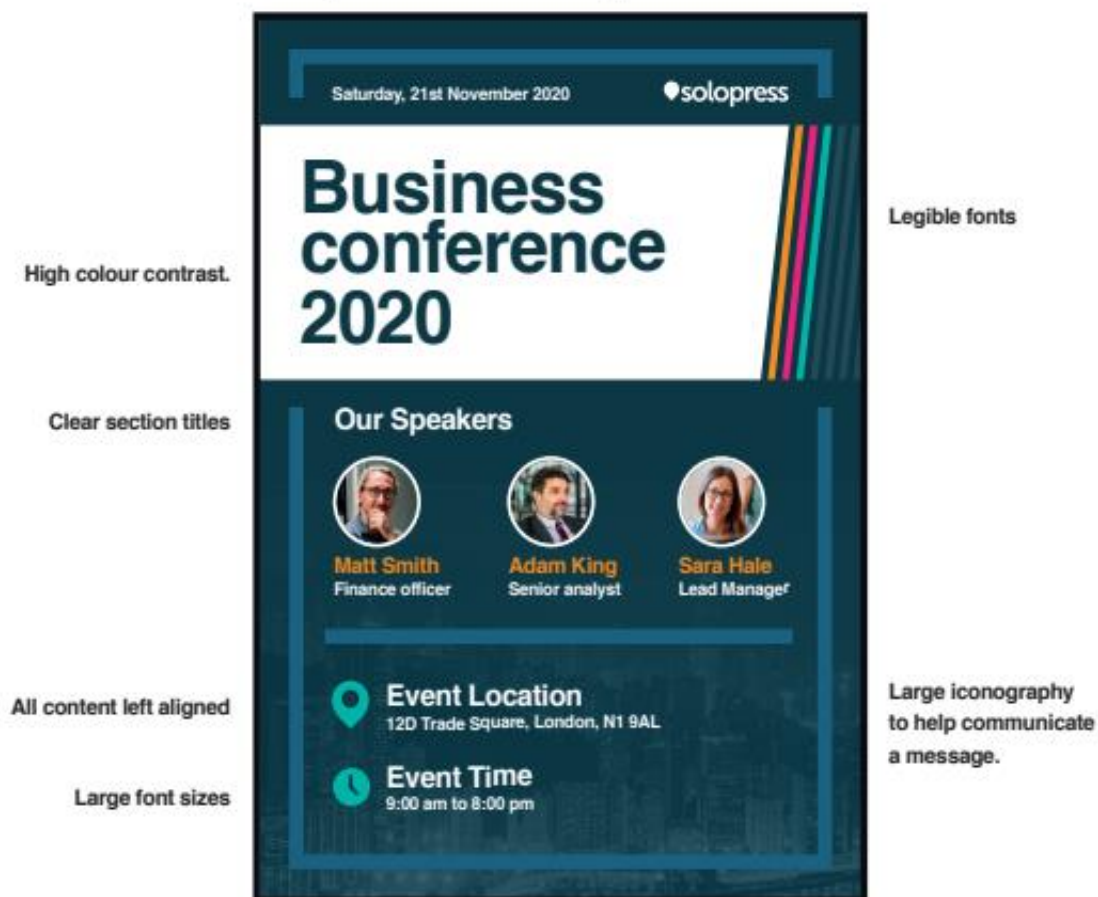 Saturday, 21st November 2020
solopress
Business
conference
2020
Legible fonts
High colour contrast.
Clear section titles
Our Speakers
Matt Smith
Finance officer
Adam King
Senior analyst
Sara Hale
Lead Manager
All content left aligned
Event Location
12D Trade Square, London, N1 9AL
Large iconography
to help communicate
a message.
Large font sizes
Event Time
9:00 am to 8:00 pm